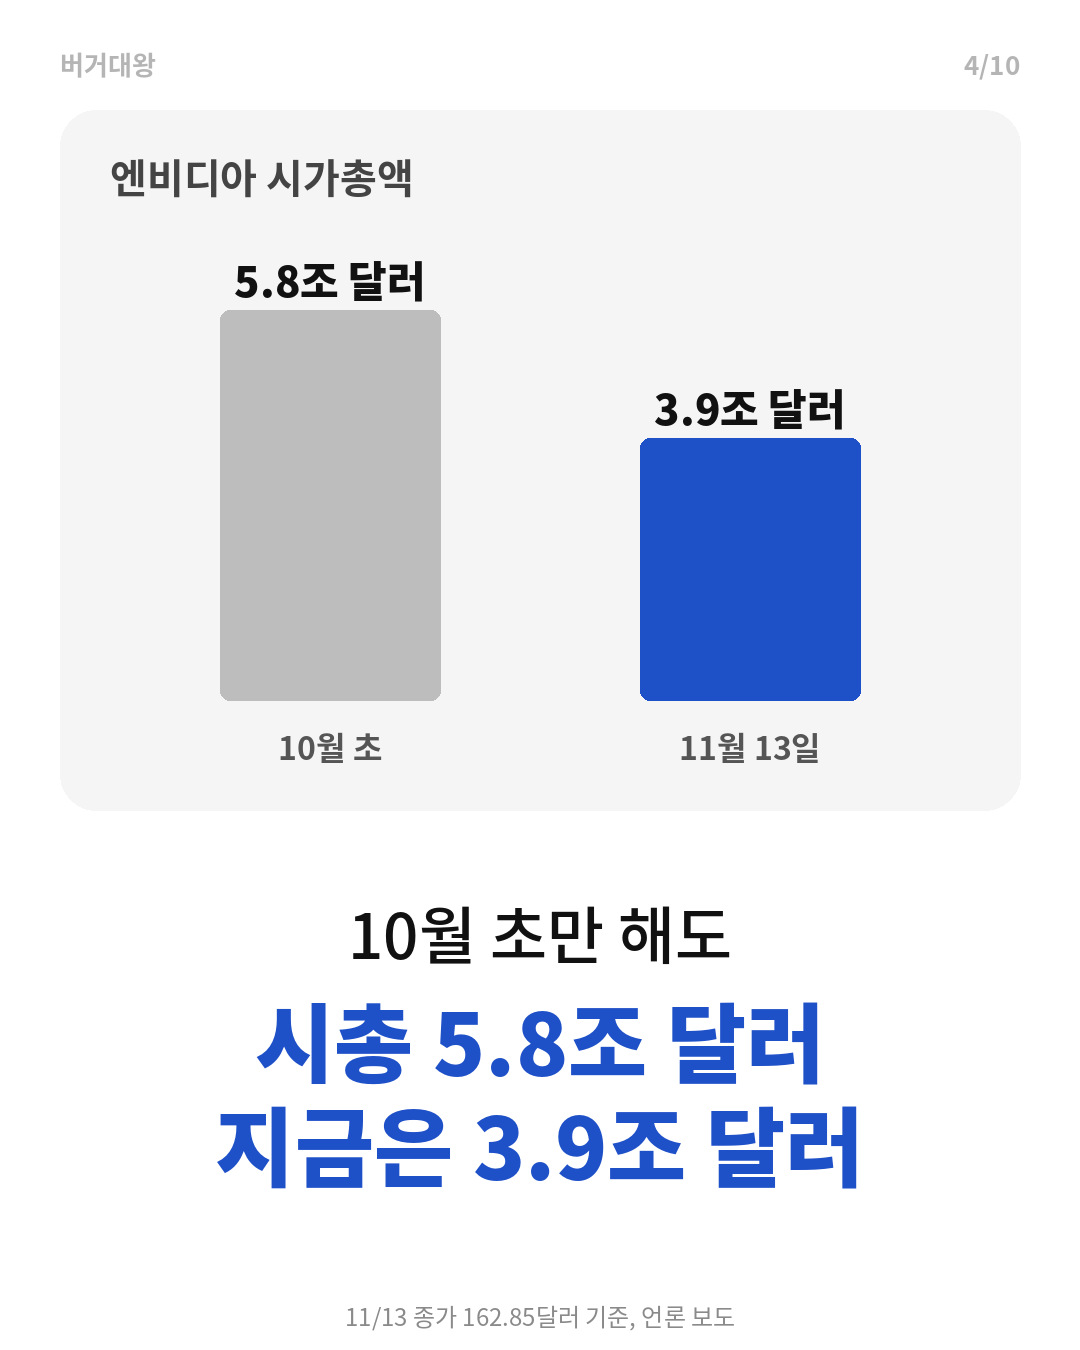 버거대왕
4/10
엔비디아 시가총액
5.8조 달러
3.9조 달러
10월 초
11월 13일
10월 초만 해도
시총 5.8조 달러
지금은 3.9조 달러
11/13 종가 162.85달러 기준, 언론 보도